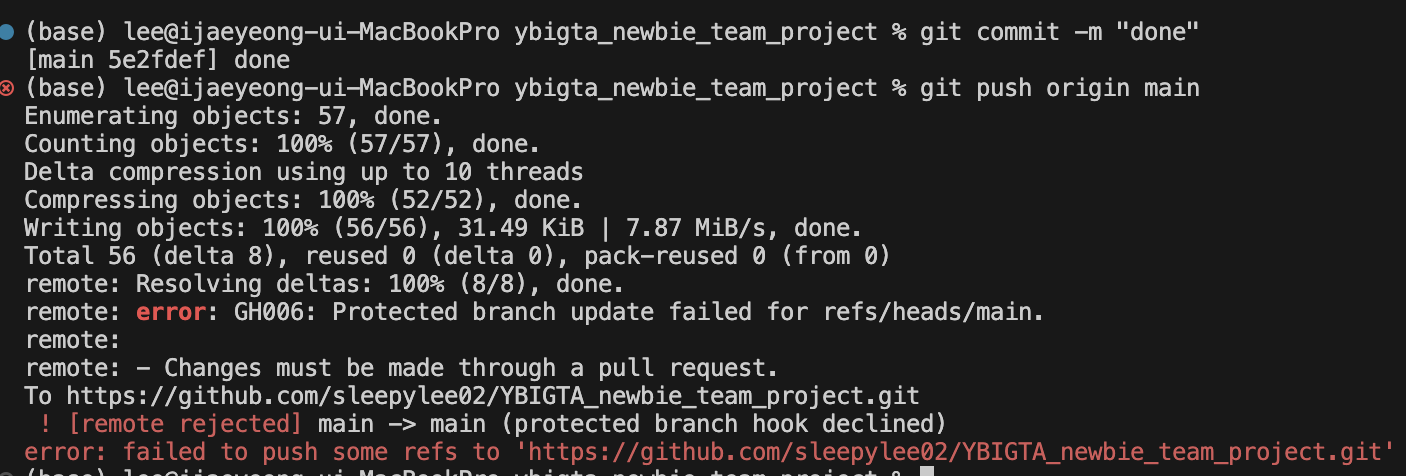 (base) lee@ijaeyeong-ui-MacBookPro ybigta_newbie_team_project % git commit -m "done"
[main 5e2fdef] done
(base) lee@ijaeyeong-ui-MacBookPro ybigta_newbie_team_project % git push origin main
Enumerating objects: 57, done.
Counting objects: 100% (57/57), done.
Delta compression using up to 10 threads
Compressing objects: 100% (52/52), done.
Writing objects: 100% (56/56), 31.49 KiB | 7.87 MiB/s, done.
Total 56 (delta 8), reused 0 (delta 0), pack-reused 0 (from 0)
remote: Resolving deltas: 100% (8/8), done.
remote: error: GH006: Protected branch update failed for refs/heads/main.
remote:
remote: - Changes must be made through a pull request.
To https://github.com/sleepylee02/YBIGTA_newbie_team_project.git
 ! [remote rejected] main -> main (protected branch hook declined)
error: failed to push some refs to 'https://github.com/sleepylee02/YBIGTA_newbie_team_project.git'
(base) lee@ijaeyeong-ui-MacBookPro ybigta_newbie_team_project %